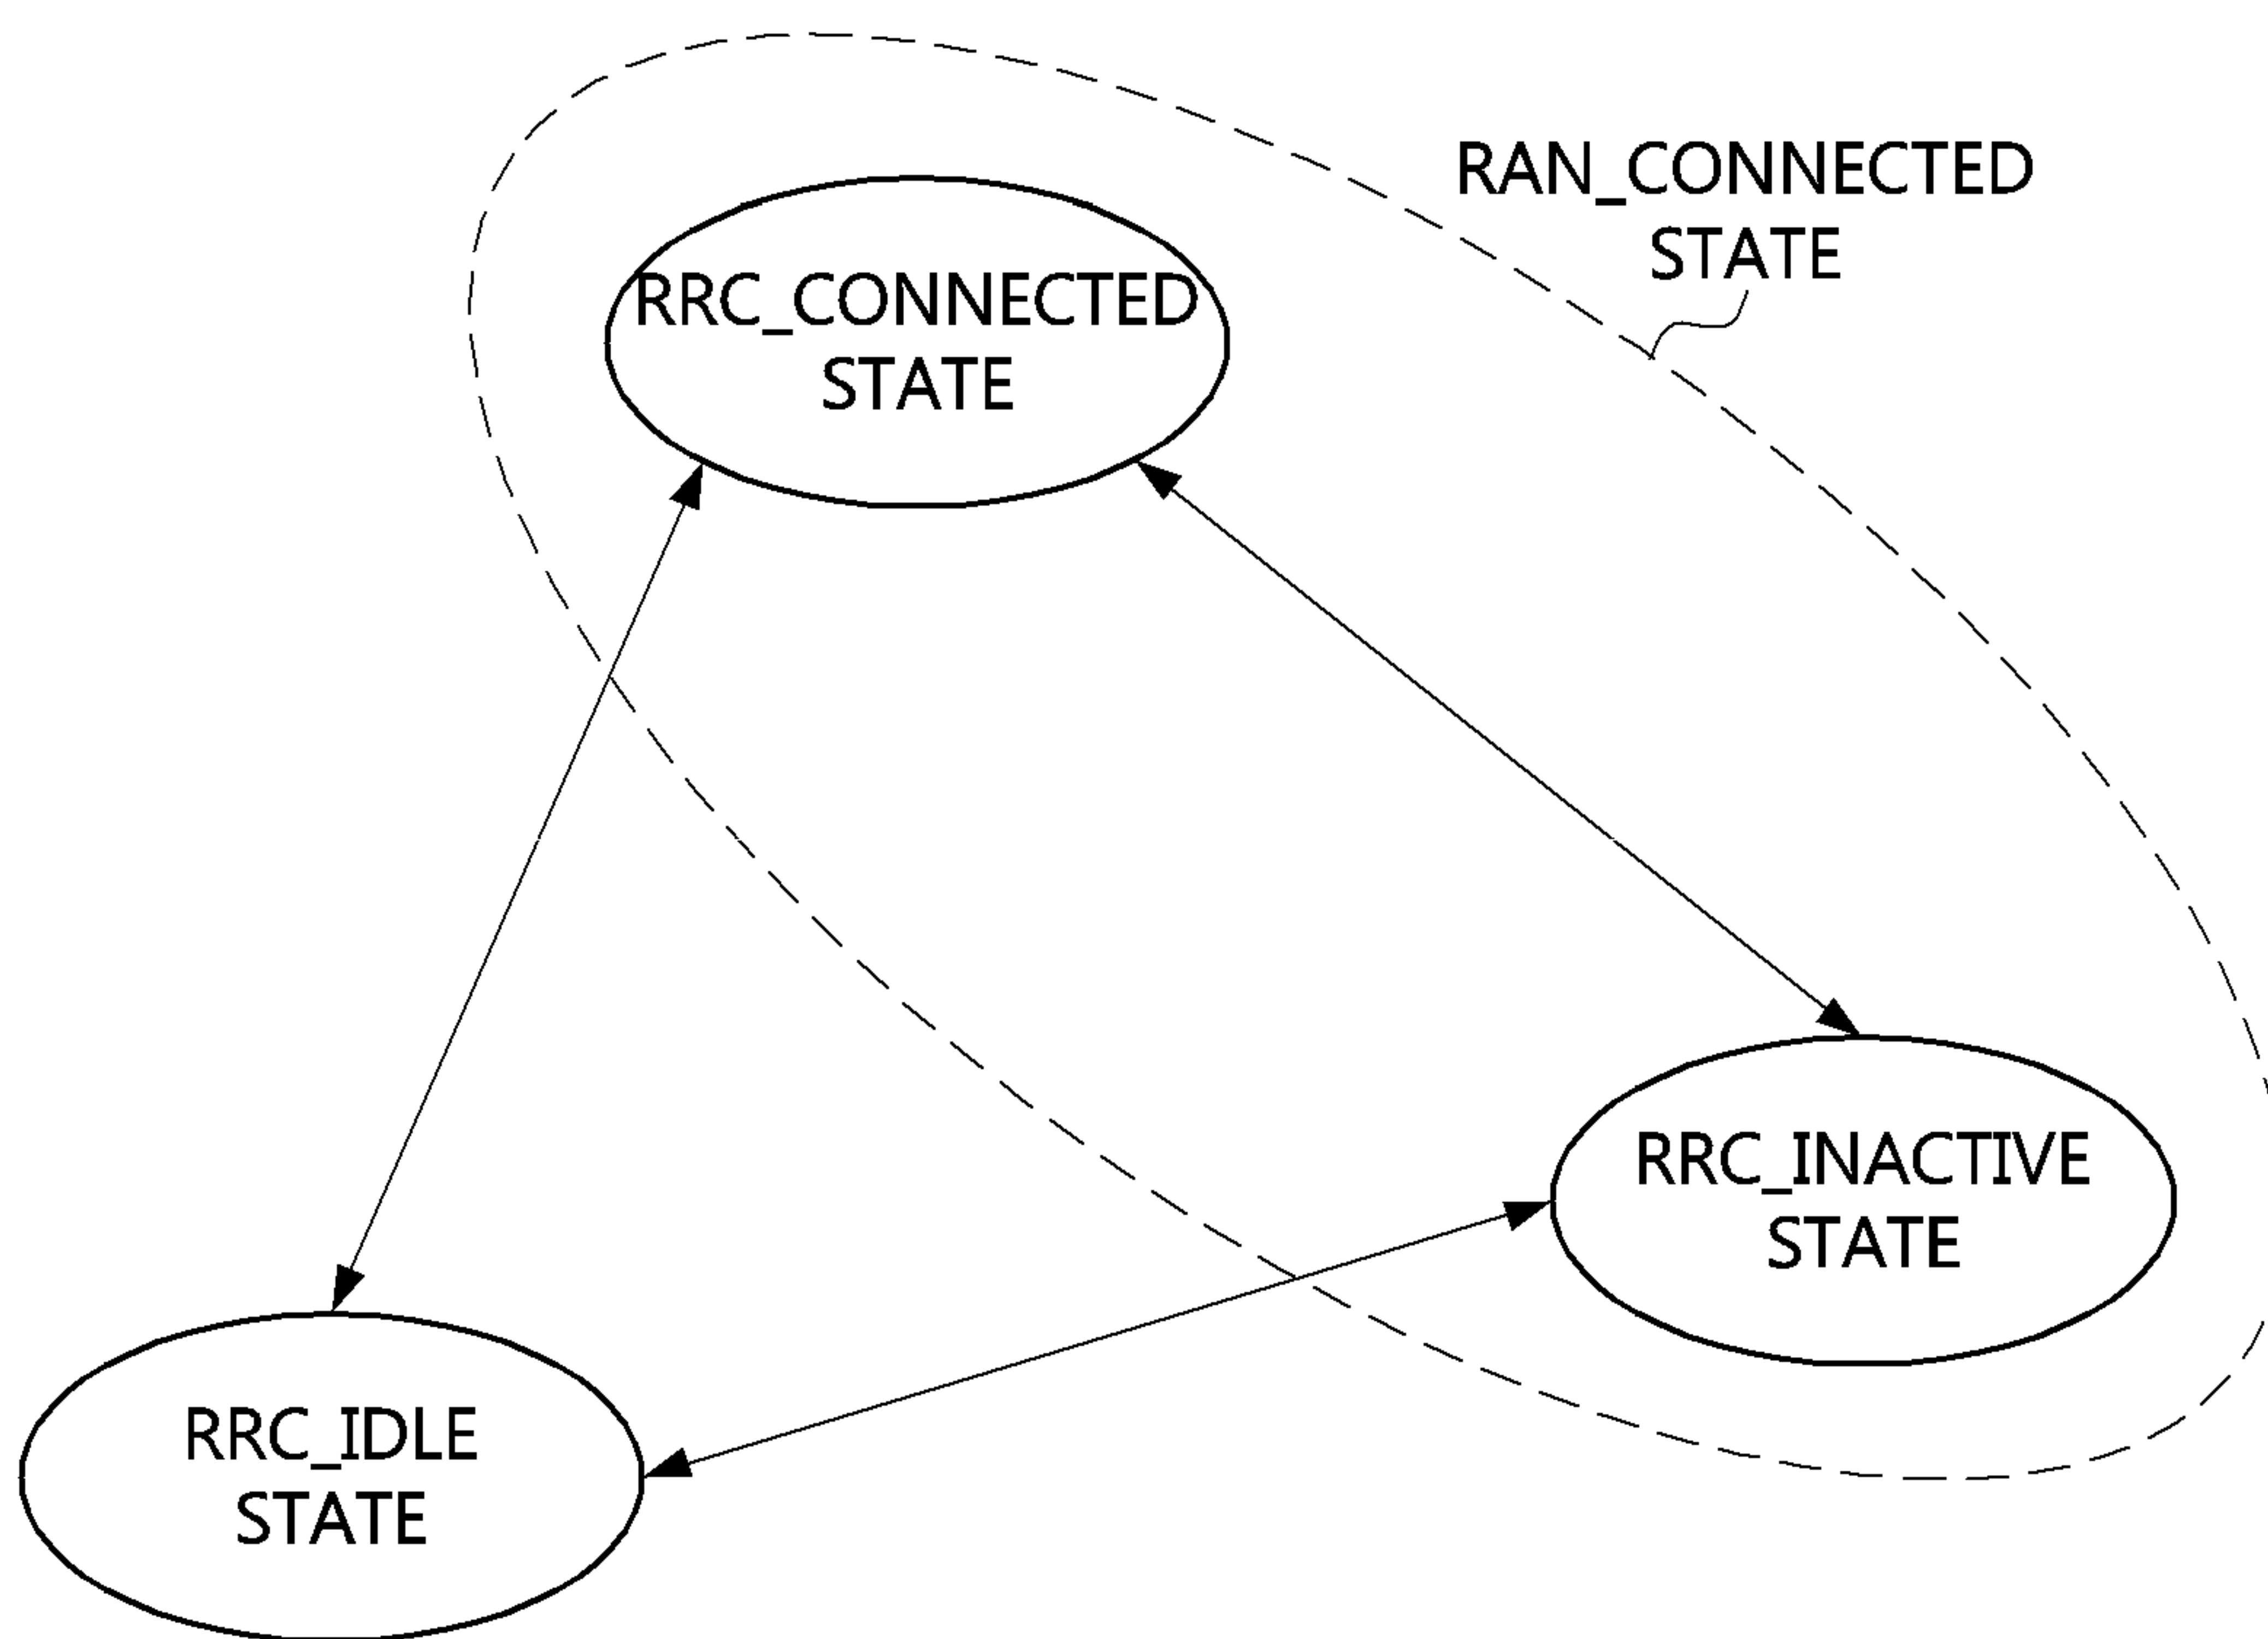 RAN_CONNECTED
STATE
RRC_CONNECTED
STATE
RRC_INACTIVE
STATE
RRC_IDLE
STATE